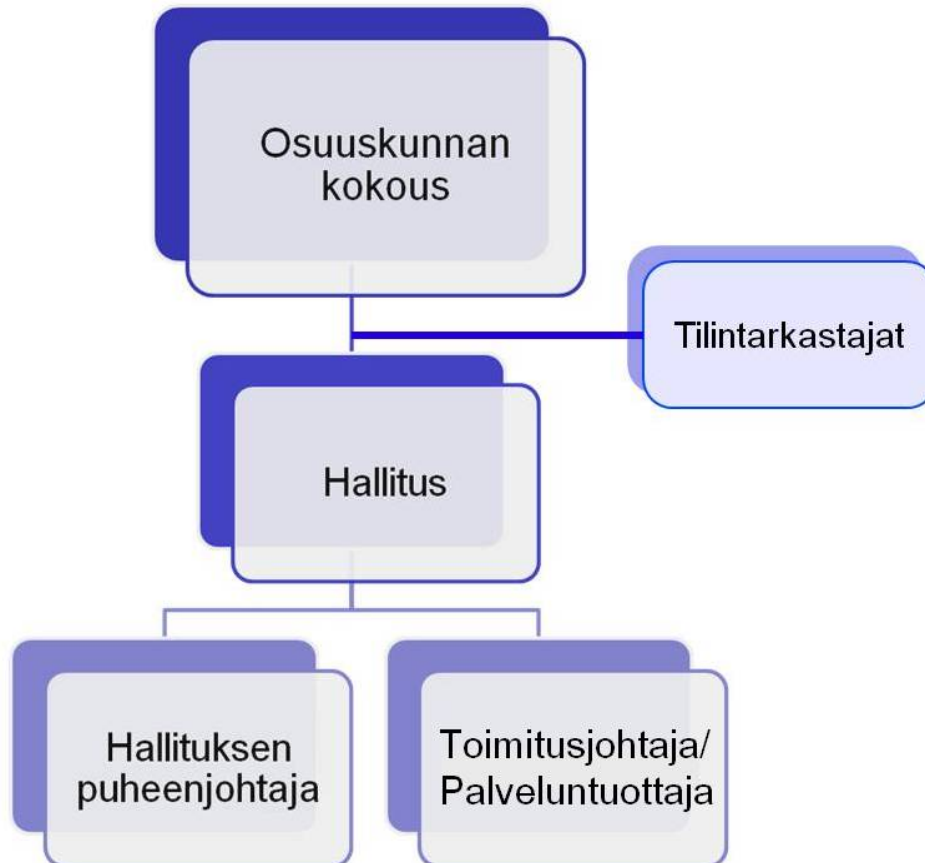 Osuuskunnan
kokous
Tilintarkastajat
Hallitus
Hallituksen
puheenjohtaja
Toimitusjohtaja/
Palveluntuottaja